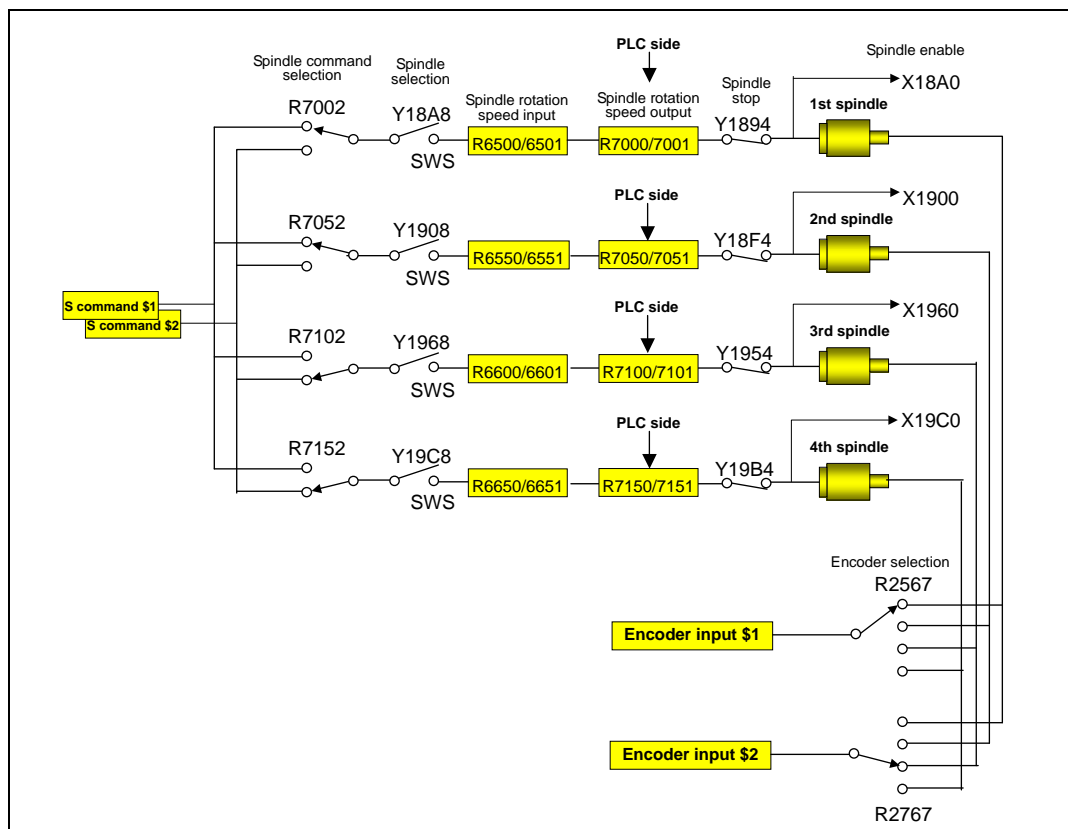 PLC side
Spindle enable
Spindle command
selection
Spindle
selection
Spindle rotation
speed input
Spindle rotation
speed output
Spindle
stop
X18A0
R7002
Y18A8
Y1894
1st spindle
R6500/6501
R7000/7001
SWS
PLC side
X1900
R7052
Y1908
Y18F4
2nd spindle
R6550/6551
R7050/7051
SWS
S command $1
S command $2
PLC side
X1960
R7102
Y1968
Y1954
3rd spindle
R6600/6601
R7100/7101
SWS
PLC side
X19C0
R7152
Y19C8
Y19B4
4th spindle
R6650/6651
R7150/7151
SWS
Encoder selection
R2567
Encoder input $1
Encoder input $2
R2767